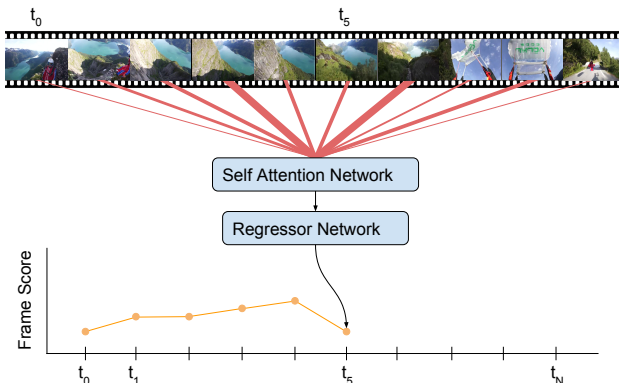 t0 t5
Self Attention Network
Regressor Network
Frame Score
t0 t1 t5 tN